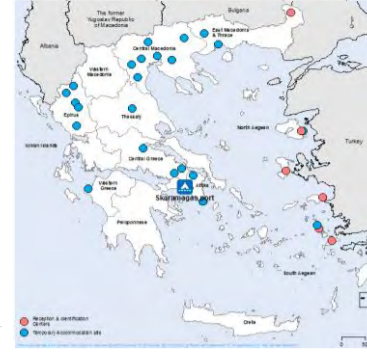 The former
Yugoslav Republic
of Macedonia
Bulgaria
Albania
East Macedonia
& Thrace
Central Macedonia
Western
Macedonia
Epirus
Thessaly
North Aegean
Turkey
Ionian Islands
Central Greece
Attica
Western
Greece
Skaramagas port
Peloponnese
South Aegean
Crete
Reception & Identification
Centers
Temporary Accommodation site
0